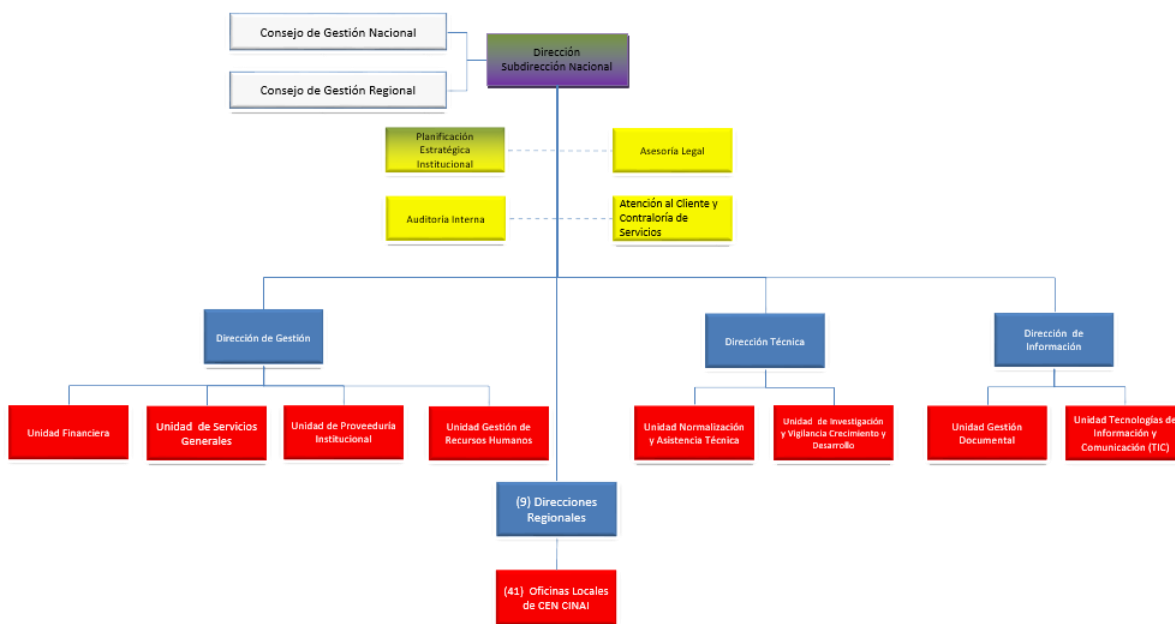 Consejo de Gestión Nacional
Dirección
Subdirección Nacional
Consejo de Gestión Regional
Planificación
Estratégica
Institucional
Asesoría Legal
Auditoría Interna
Atención al Cliente y
Contraloría de
Servicios
Dirección de Gestión
Dirección Técnica
Dirección de
Información
Unidad Financiera
Unidad de Servicios
Generales
Unidad de Proveeduría
Institucional
Unidad Gestión de
Recursos Humanos
Unidad Normalización
y Asistencia Técnica
Unidad de Investigación
y Vigilancia Crecimiento y
Desarrollo
Unidad Gestión
Documental
Unidad Tecnologías de
Información y
Comunicación (TIC)
(9) Direcciones
Regionales
(41) Oficinas Locales
de CEN CINAI